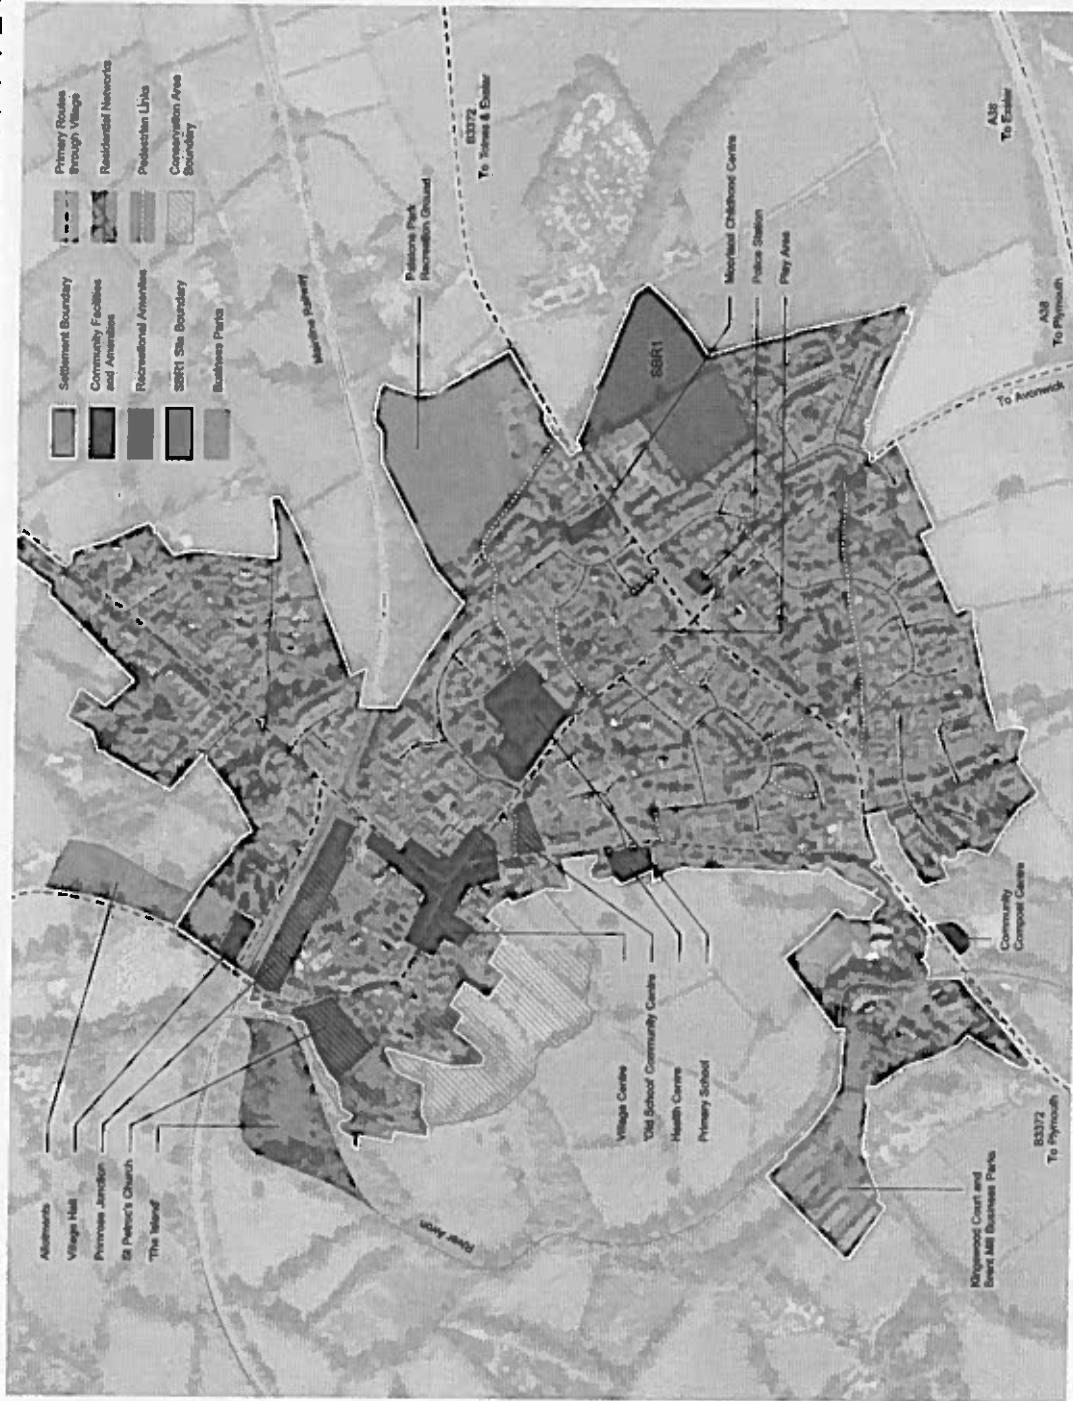 Settlement Boundary
Community Facilities
and Amenities
Recreational Amenities
SBR1 Site Boundary
Business Parks
Primary Routes
through Village
Residential Networks
Pedestrian Links
Conservation Area
Boundary
Mainline Railway
Palstone Park
Recreation Ground
B3372
To Totnes & Exeter
A38
To Exeter
SBR1
Moorland Childhood Centre
Police Station
Play Area
A38
To Plymouth
To Avonwick
Allotments
Village Hall
St Petroc's Church
'The Island'
River Avon
Village Centre
'Old School' Community Centre
Health Centre
Primary School
Community
Compost Centre
B3372
To Plymouth
Kingswood Court and
Brent Mill Business Parks